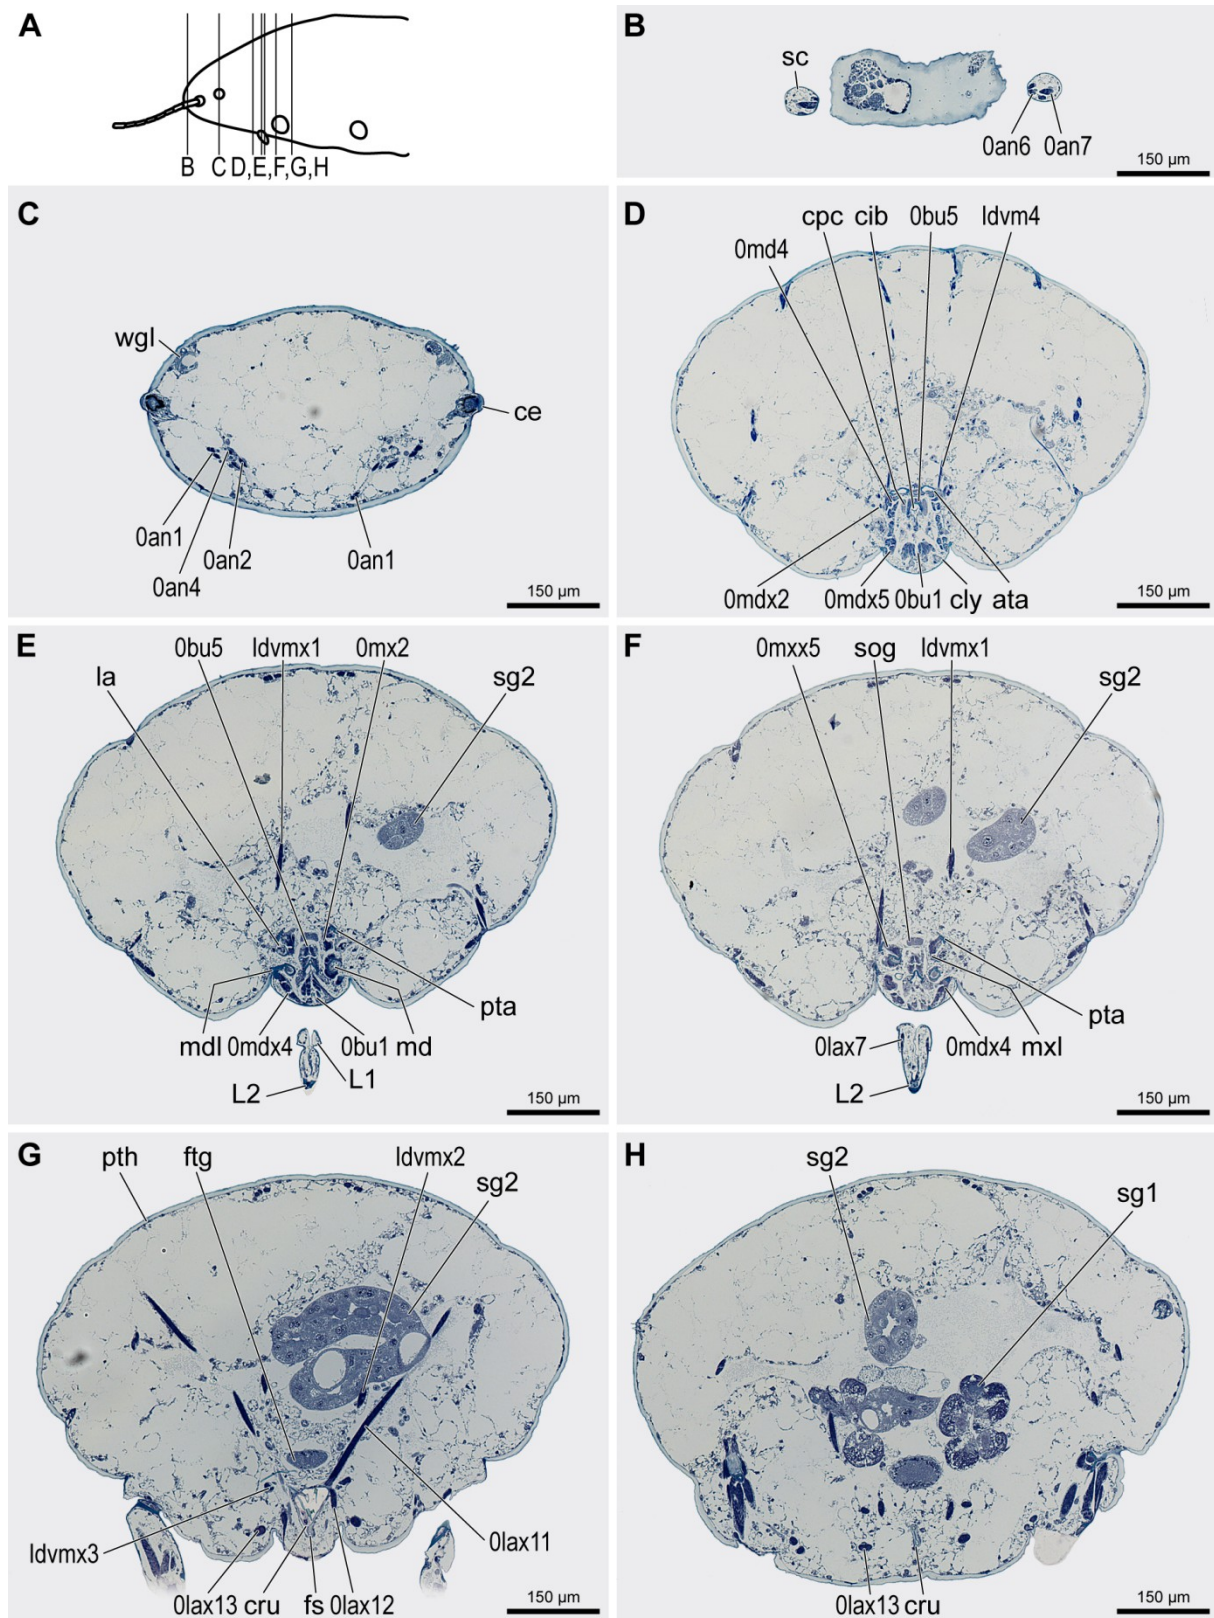 A
B C D,E,F,G,H
B
sc
0an6 0an7
150 µm
C
wgl
ce
0an1
0an2
0an1
0an4
150 µm
D
cpc cib 0bu5 ldvm4
0md4
0mdx2 0mdx5 0bu1 cly ata
150 µm
E
0bu5 ldvmx1 0mx2
la
sg2
pta
mdl 0mdx4 0bu1 md
L1
L2
150 µm
F
0mxx5 sog ldvmx1
sg2
pta
0lax7 0mdx4 mxl
L2
150 µm
G
pth ftg ldvmx2
sg2
0lax11
ldvmx3
0lax13 cru fs 0lax12
150 µm
H
sg2
sg1
0lax13 cru
150 µm